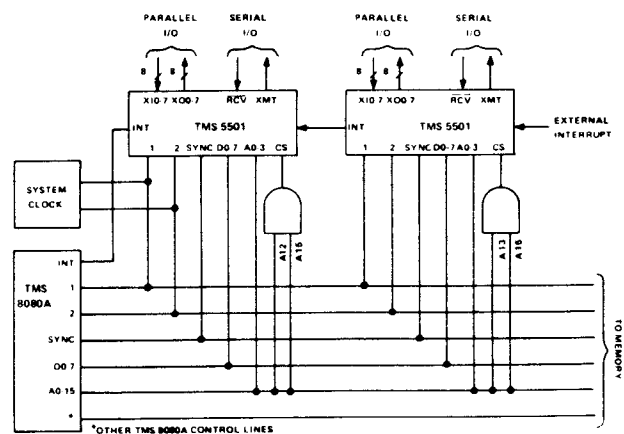 PARALLEL I/O
SERIAL I/O
PARALLEL I/O
SERIAL I/O
8 8
8 8
XI0-7 XO0-7 RCV XMT
XI0-7 XO0-7 RCV XMT
INT TMS 5501
INT TMS 5501
EXTERNAL INTERRUPT
1 2 SYNC D0-7 A0-3 CS
1 2 SYNC D0-7 A0-3 CS
SYSTEM CLOCK
A12 A15
A13 A15
INT
TMS 8080A
1
2
SYNC
D0-7
A0-15
*
TO MEMORY
*OTHER TMS 8080A CONTROL LINES